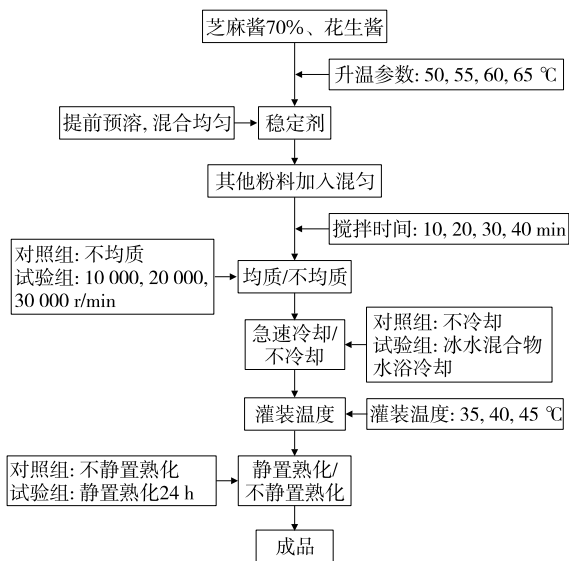 芝麻酱70%、花生酱
升温参数: 50, 55, 60, 65 ℃
提前预溶, 混合均匀
稳定剂
其他粉料加入混匀
搅拌时间: 10, 20, 30, 40 min
对照组: 不均质
试验组: 10 000, 20 000,
30 000 r/min
均质/不均质
急速冷却/
不冷却
对照组: 不冷却
试验组: 冰水混合物
水浴冷却
灌装温度
灌装温度: 35, 40, 45 ℃
对照组: 不静置熟化
试验组: 静置熟化24 h
静置熟化/
不静置熟化
成品